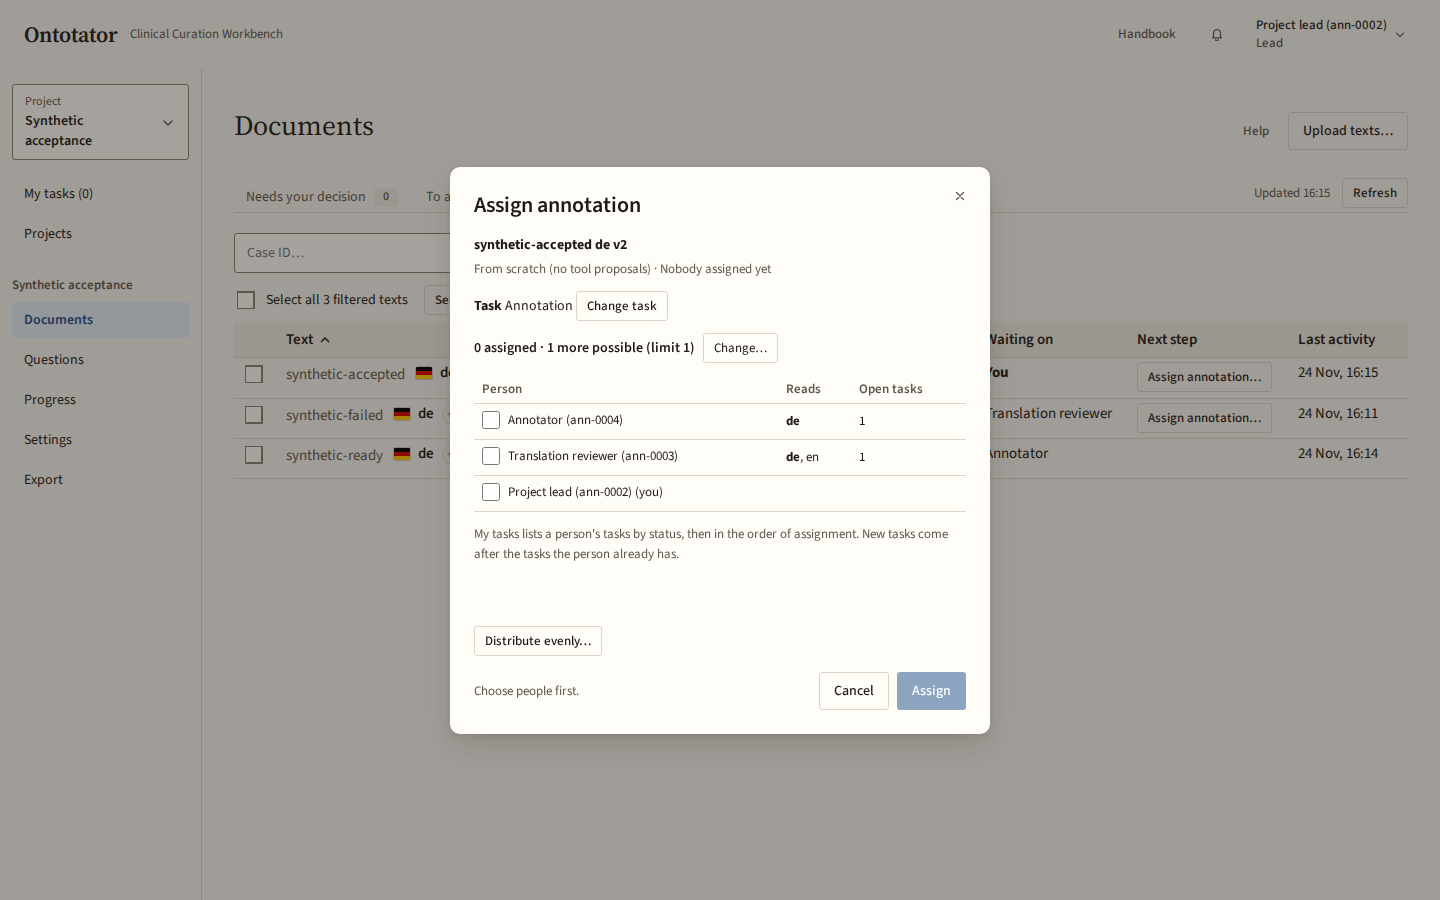 Ontotator Clinical Curation Workbench
Handbook
Project lead (ann-0002)
Lead
Project
Synthetic
acceptance
My tasks (0)
Projects
Synthetic acceptance
Documents
Questions
Progress
Settings
Export
Documents
Help
Upload texts…
Needs your decision 0
To a
Updated 16:15
Refresh
Case ID…
Select all 3 filtered texts
Text
Waiting on
Next step
Last activity
synthetic-accepted
You
Assign annotation…
24 Nov, 16:15
synthetic-failed de
Translation reviewer
Assign annotation…
24 Nov, 16:11
synthetic-ready de
Annotator
24 Nov, 16:14
Assign annotation
×
synthetic-accepted de v2
From scratch (no tool proposals) · Nobody assigned yet
Task Annotation Change task
0 assigned · 1 more possible (limit 1) Change…
Person Reads Open tasks
Annotator (ann-0004) de 1
Translation reviewer (ann-0003) de, en 1
Project lead (ann-0002) (you)
My tasks lists a person's tasks by status, then in the order of assignment. New tasks come
after the tasks the person already has.
Distribute evenly…
Choose people first.
Cancel
Assign